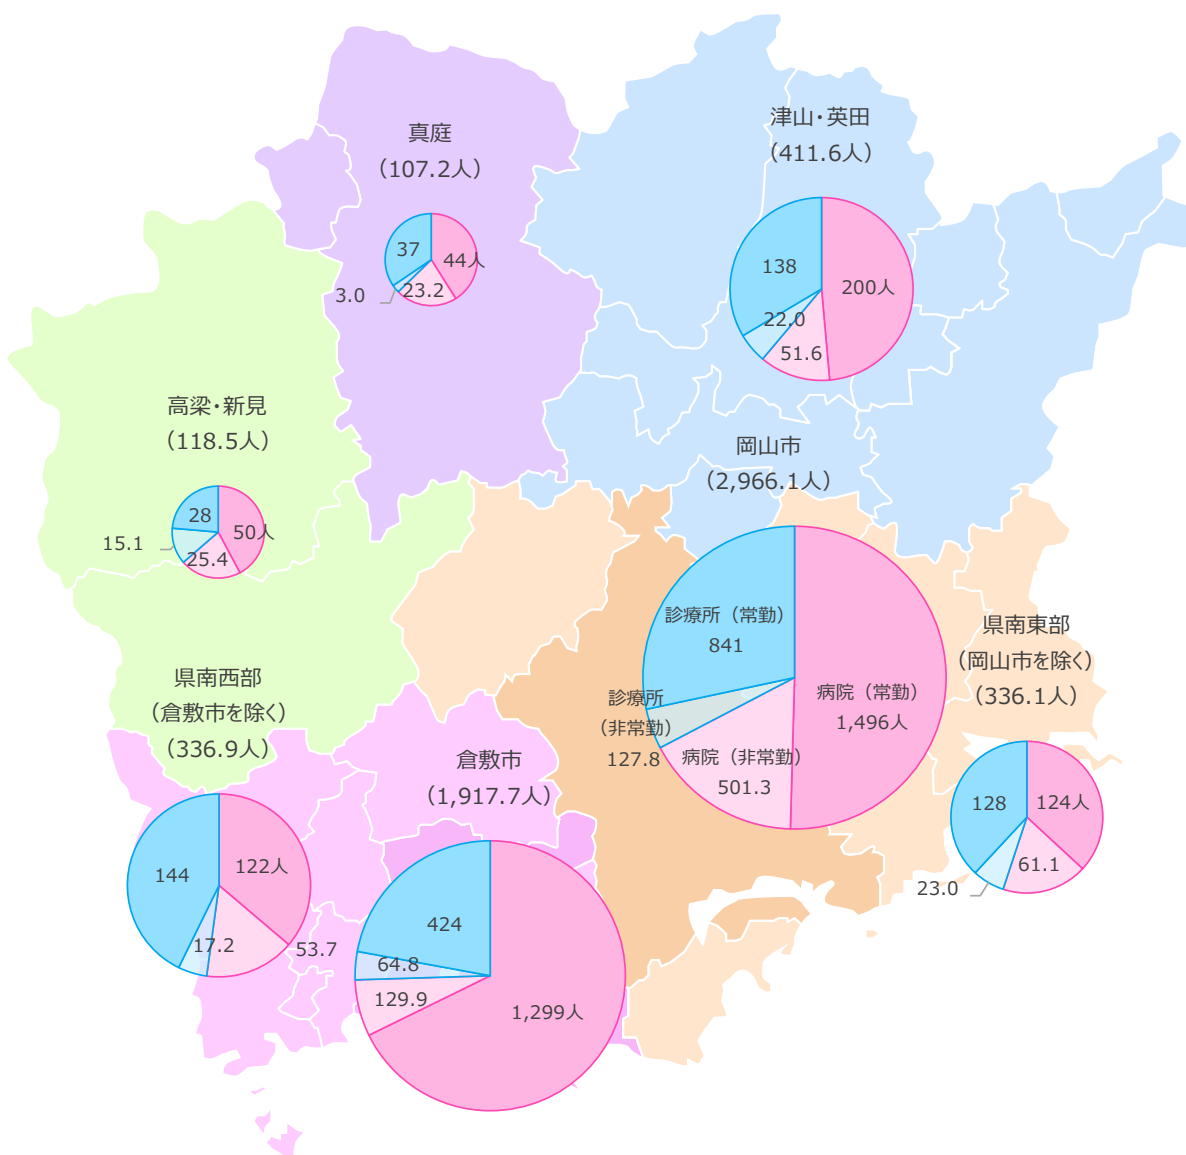 真庭
（107.2人）
37
44人
3.0
23.2
津山・英田
（411.6人）
138
200人
22.0
51.6
高梁・新見
（118.5人）
28
50人
15.1
25.4
岡山市
（2,966.1人）
診療所（常勤）
841
病院（常勤）
1,496人
診療所
（非常勤）
127.8
病院（非常勤）
501.3
県南東部
（岡山市を除く）
（336.1人）
128
124人
23.0
61.1
県南西部
（倉敷市を除く）
（336.9人）
144
122人
17.2
53.7
倉敷市
（1,917.7人）
424
64.8
129.9
1,299人